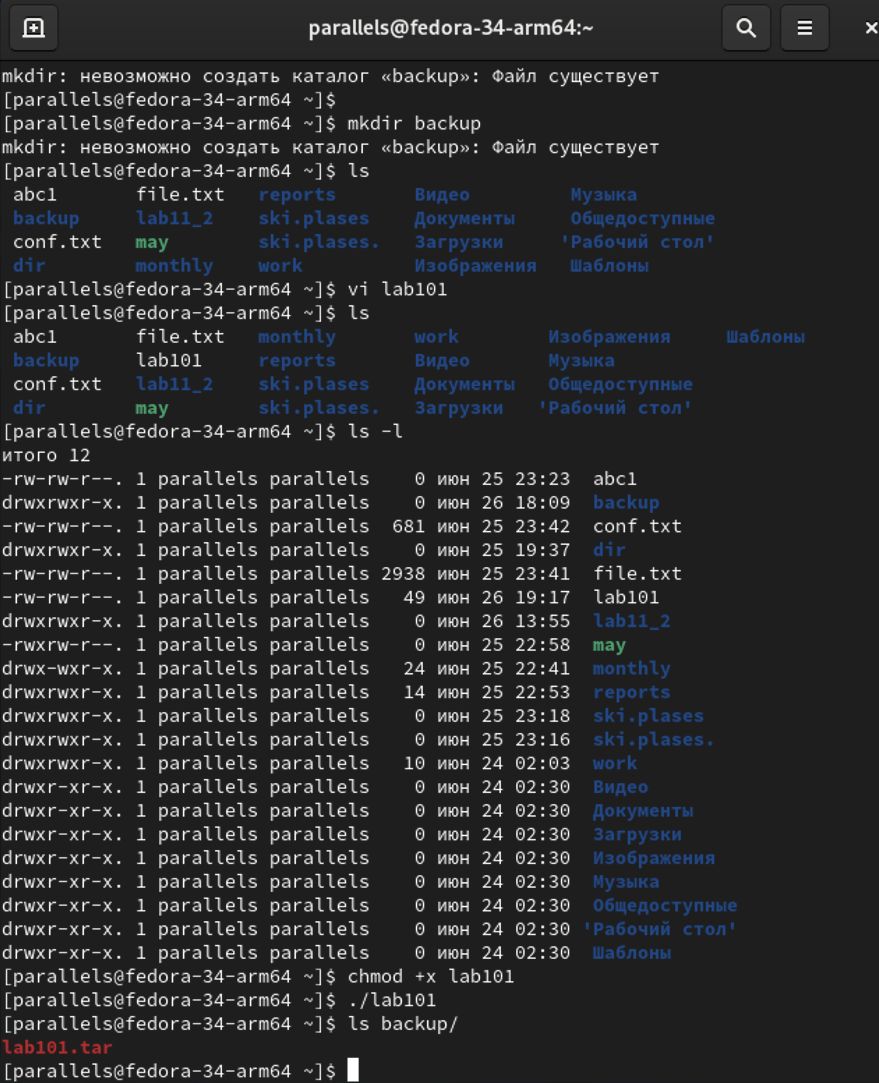 parallels@fedora-34-arm64:~
mkdir: невозможно создать каталог «backup»: Файл существует
[parallels@fedora-34-arm64 ~]$
[parallels@fedora-34-arm64 ~]$ mkdir backup
mkdir: невозможно создать каталог «backup»: Файл существует
[parallels@fedora-34-arm64 ~]$ ls
abc1 file.txt reports Видео Музыка
backup lab11_2 ski.plases Документы Общедоступные
conf.txt may ski.plases. Загрузки 'Рабочий стол'
dir monthly work Изображения Шаблоны
[parallels@fedora-34-arm64 ~]$ vi lab101
[parallels@fedora-34-arm64 ~]$ ls
abc1 file.txt monthly work Изображения Шаблоны
backup lab101 reports Видео Музыка
conf.txt lab11_2 ski.plases Документы Общедоступные
dir may ski.plases. Загрузки 'Рабочий стол'
[parallels@fedora-34-arm64 ~]$ ls -l
итого 12
-rw-rw-r--. 1 parallels parallels 0 июн 25 23:23 abc1
drwxrwxr-x. 1 parallels parallels 0 июн 26 18:09 backup
-rw-rw-r--. 1 parallels parallels 681 июн 25 23:42 conf.txt
drwxrwxr-x. 1 parallels parallels 0 июн 25 19:37 dir
-rw-rw-r--. 1 parallels parallels 2938 июн 25 23:41 file.txt
-rw-rw-r--. 1 parallels parallels 49 июн 26 19:17 lab101
drwxrwxr-x. 1 parallels parallels 0 июн 26 13:55 lab11_2
-rwxrw-r--. 1 parallels parallels 0 июн 25 22:58 may
drwx-wxr-x. 1 parallels parallels 24 июн 25 22:41 monthly
drwxrwxr-x. 1 parallels parallels 14 июн 25 22:53 reports
drwxrwxr-x. 1 parallels parallels 0 июн 25 23:18 ski.plases
drwxrwxr-x. 1 parallels parallels 0 июн 25 23:16 ski.plases.
drwxrwxr-x. 1 parallels parallels 10 июн 24 02:03 work
drwxr-xr-x. 1 parallels parallels 0 июн 24 02:30 Видео
drwxr-xr-x. 1 parallels parallels 0 июн 24 02:30 Документы
drwxr-xr-x. 1 parallels parallels 0 июн 24 02:30 Загрузки
drwxr-xr-x. 1 parallels parallels 0 июн 24 02:30 Изображения
drwxr-xr-x. 1 parallels parallels 0 июн 24 02:30 Музыка
drwxr-xr-x. 1 parallels parallels 0 июн 24 02:30 Общедоступные
drwxr-xr-x. 1 parallels parallels 0 июн 24 02:30 'Рабочий стол'
drwxr-xr-x. 1 parallels parallels 0 июн 24 02:30 Шаблоны
[parallels@fedora-34-arm64 ~]$ chmod +x lab101
[parallels@fedora-34-arm64 ~]$ ./lab101
[parallels@fedora-34-arm64 ~]$ ls backup/
lab101.tar
[parallels@fedora-34-arm64 ~]$